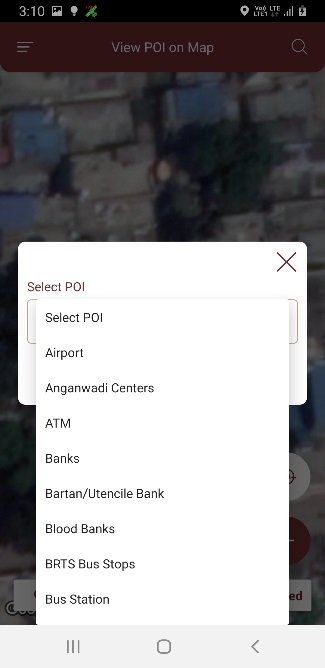 3:10
Vo) LTE
LTE1
View POI on Map
Select POI
Select POI
Airport
Anganwadi Centers
ATM
Banks
Bartan/Utencile Bank
Blood Banks
BRTS Bus Stops
Bus Station